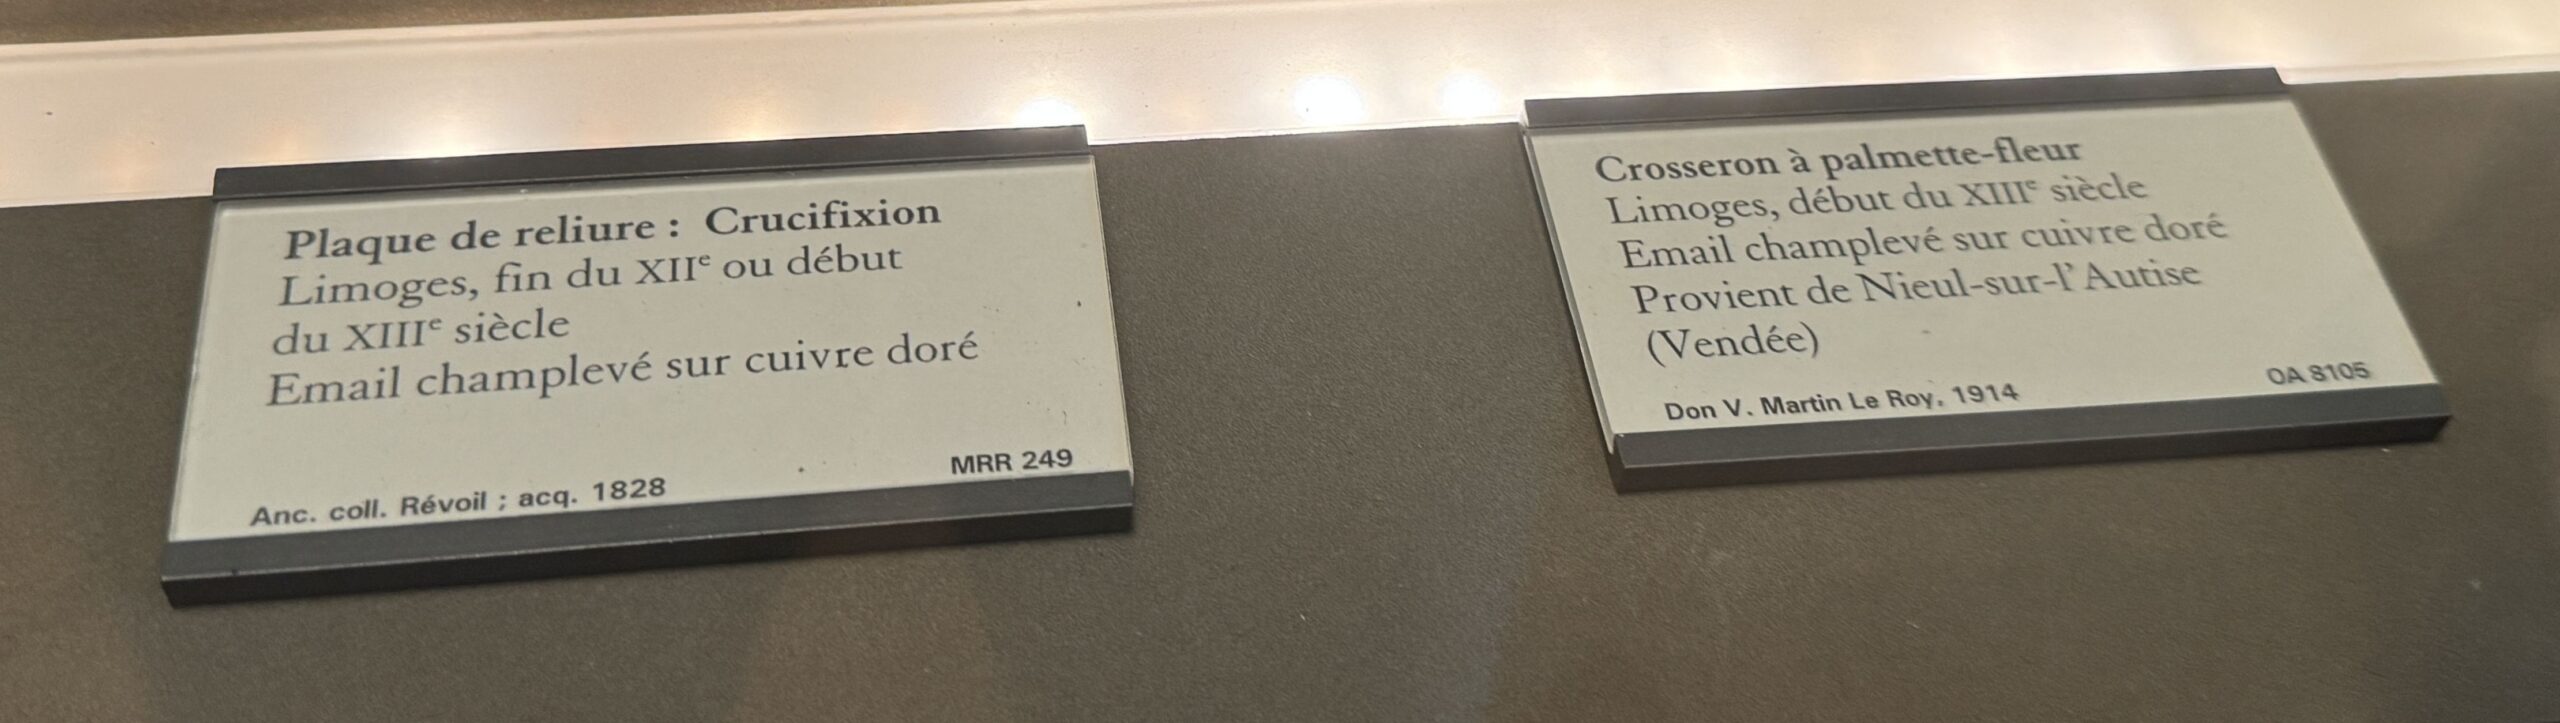 Plaque de reliure : Crucifixion
Limoges, fin du XIIe ou début
du XIIIe siècle
Email champlevé sur cuivre doré
Anc. coll. Révoil ; acq. 1828
MRR 249
Crosseron à palmette-fleur
Limoges, début du XIIIe siècle
Email champlevé sur cuivre doré
Provient de Nieul-sur-l'Autise
(Vendée)
Don V. Martin Le Roy, 1914
OA 8105